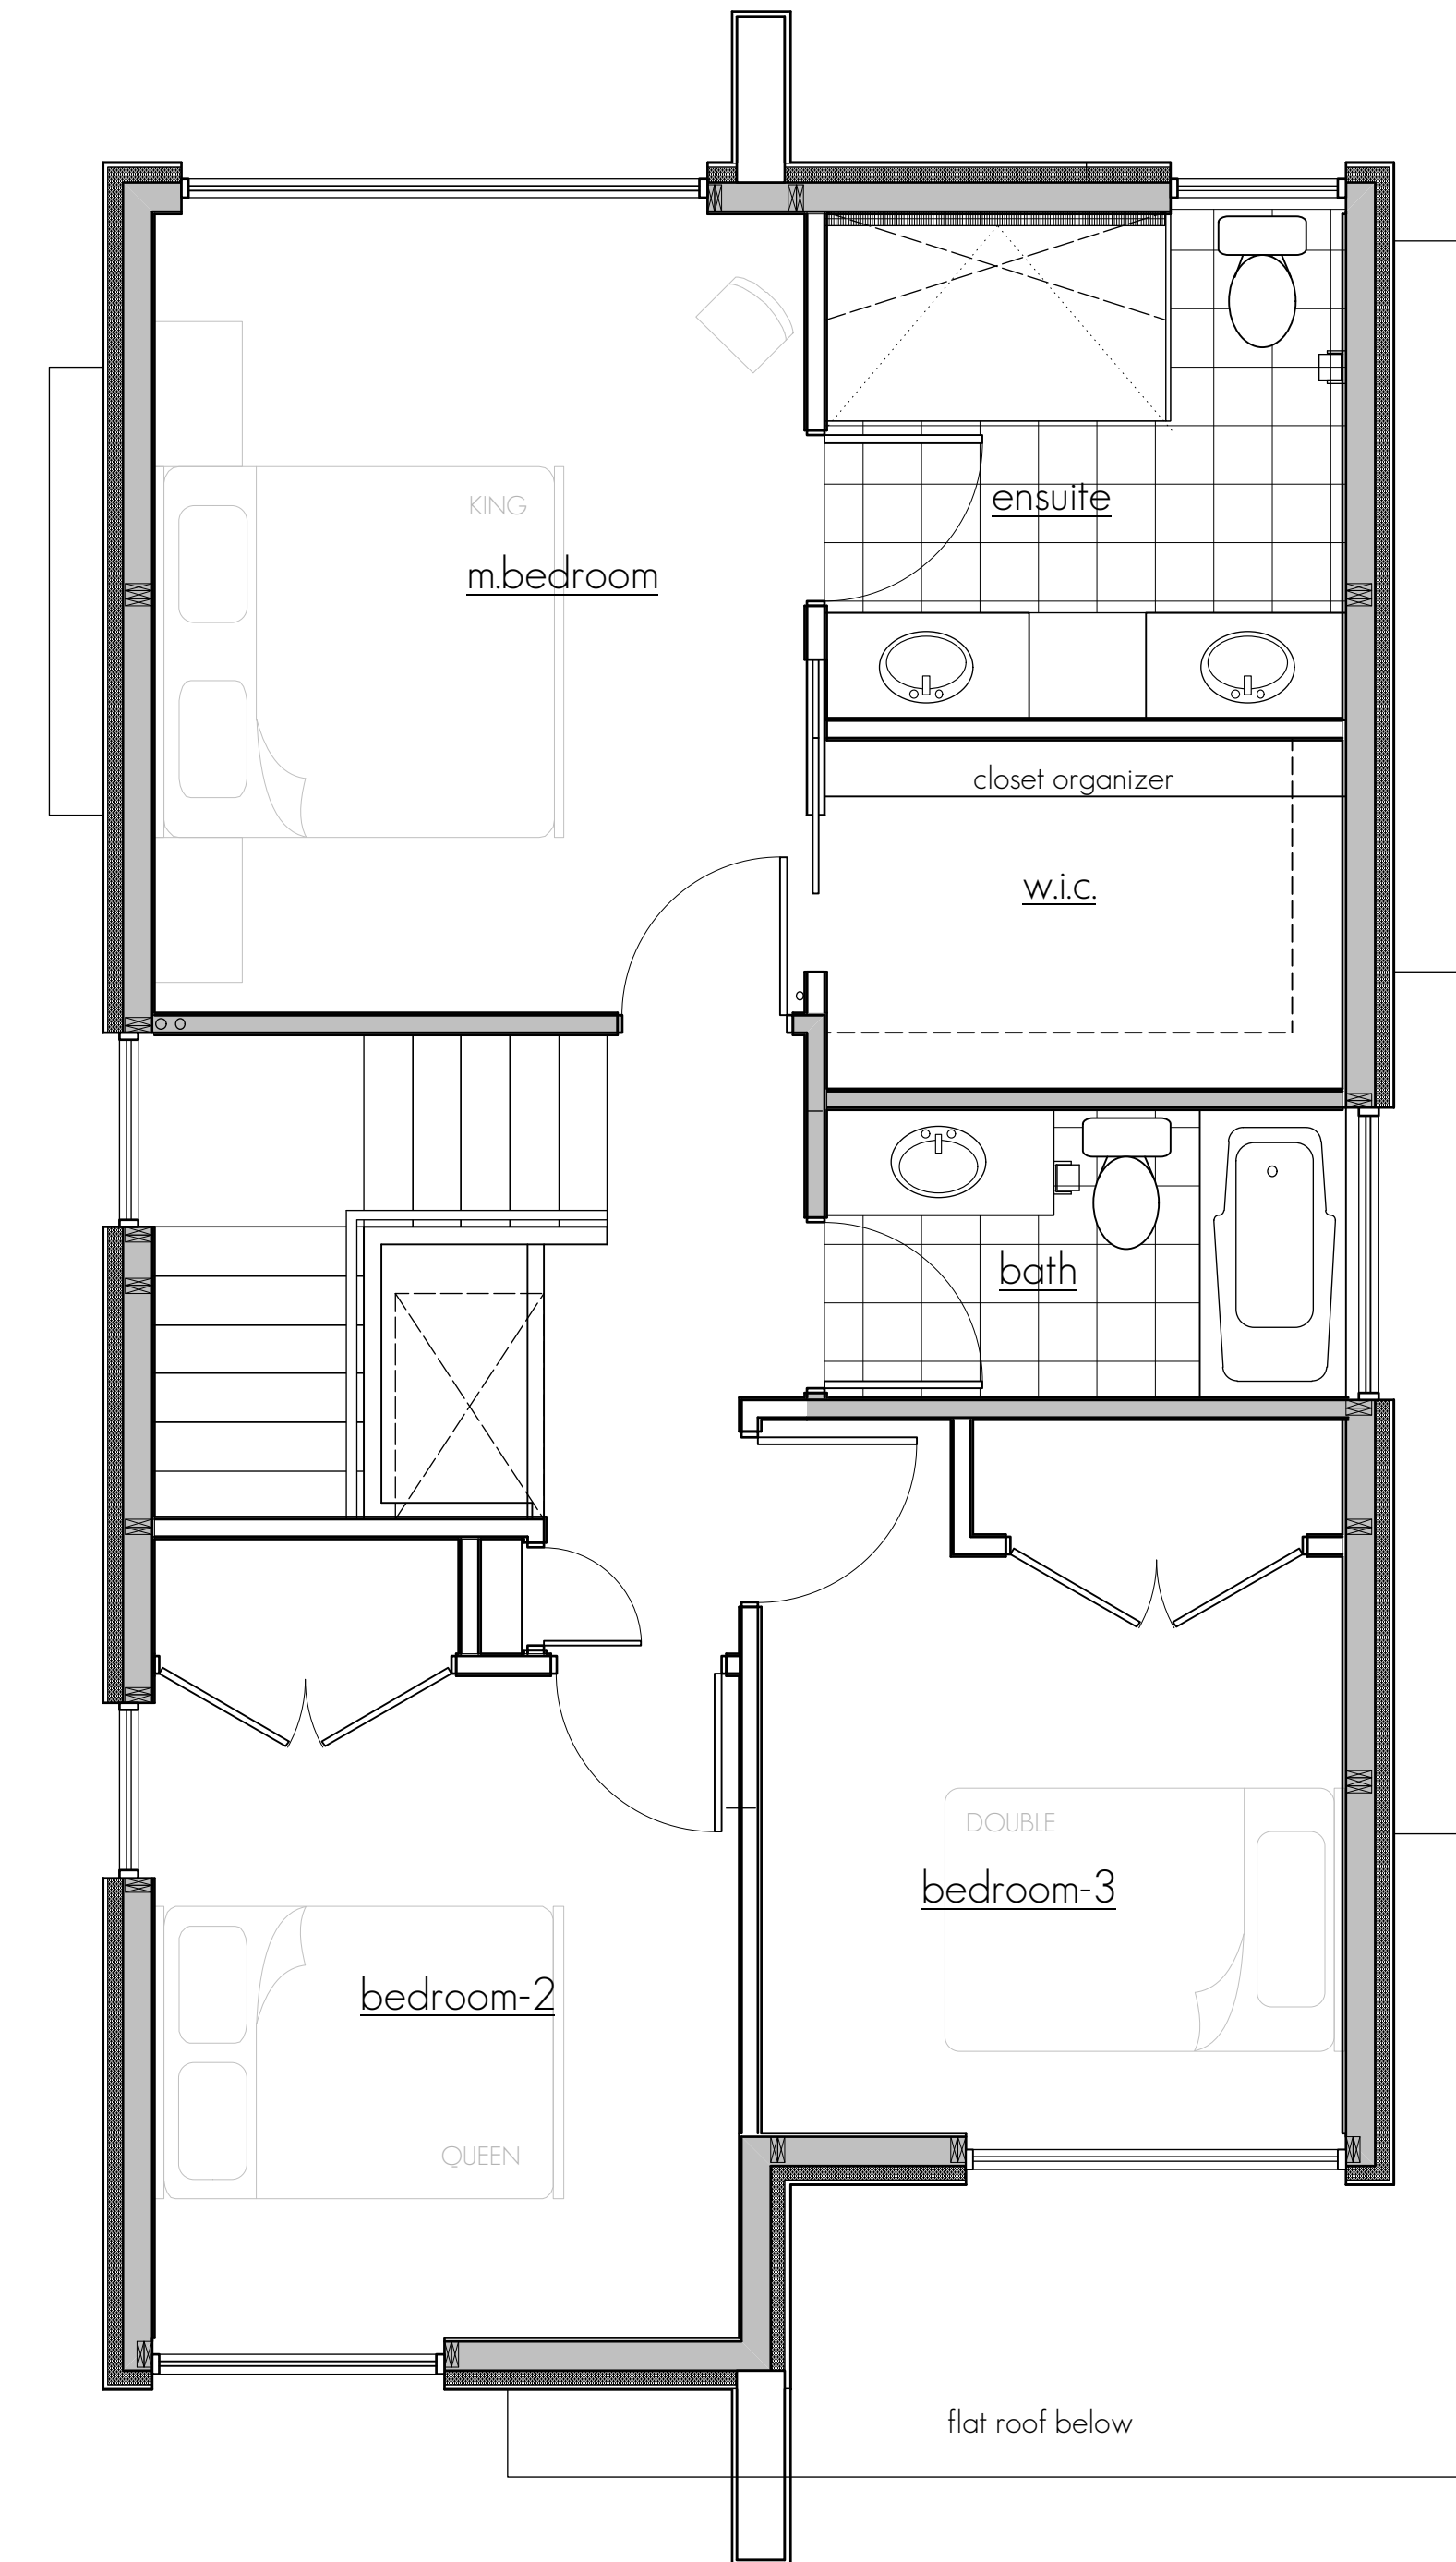 KING
ensuite
m.bedroom
closet organizer
w.i.c.
bath
DOUBLE
bedroom-3
bedroom-2
QUEEN
flat roof below